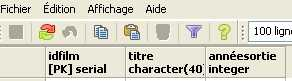 Fichier Édition Affichage Aide
100 lign
idfilm titre annéesortie
[PK] serial character(40) integer